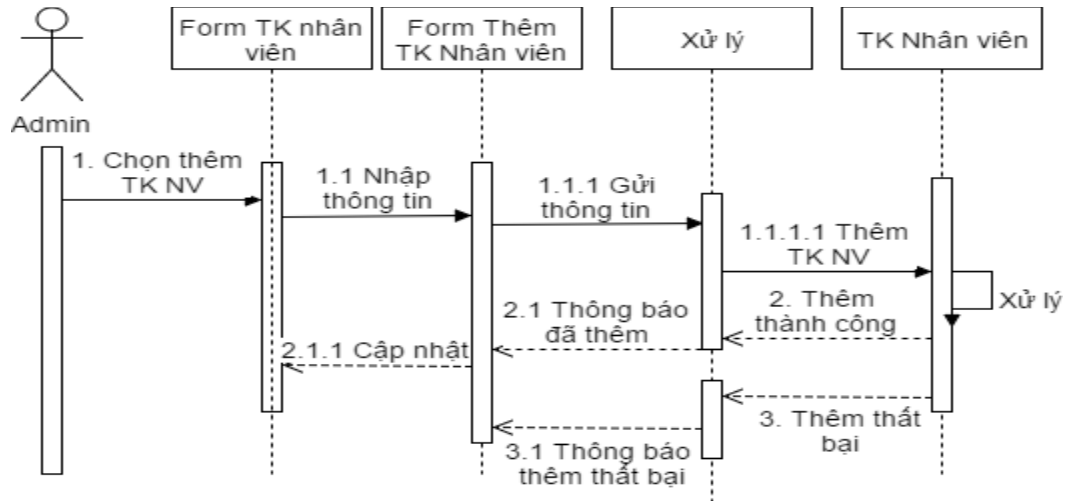 Form TK nhân
viên
Form Thêm
TK Nhân viên
Xử lý
TK Nhân viên
Admin
1. Chọn thêm
TK NV
1.1 Nhập
thông tin
1.1.1 Gửi
thông tin
1.1.1.1 Thêm
TK NV
Xử lý
2. Thêm
thành công
2.1 Thông báo
đã thêm
2.1.1 Cập nhật
3. Thêm thất
bại
3.1 Thông báo
thêm thất bại